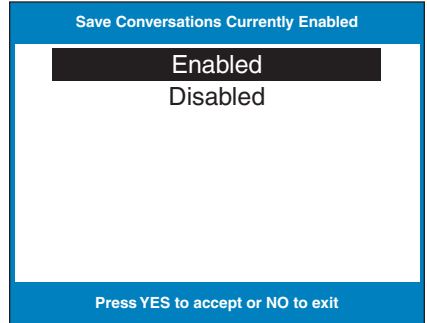 Save Conversations Currently Enabled
Enabled
Disabled
Press YES to accept or NO to exit